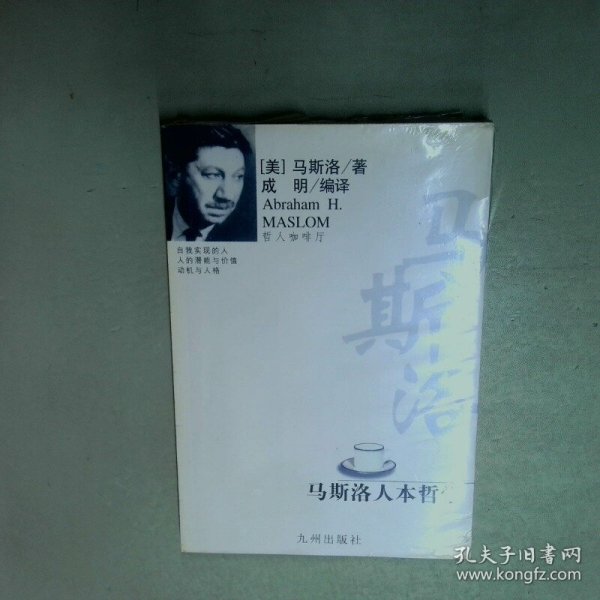 [美] 马斯洛/著
成 明/编译
Abraham H.
MASLOM
哲人咖啡厅
自我实现的人
人的潜能与价值
动机与人格
马
斯
洛
马斯洛人本哲
九州出版社
孔夫子旧书网
www.kongfz.com